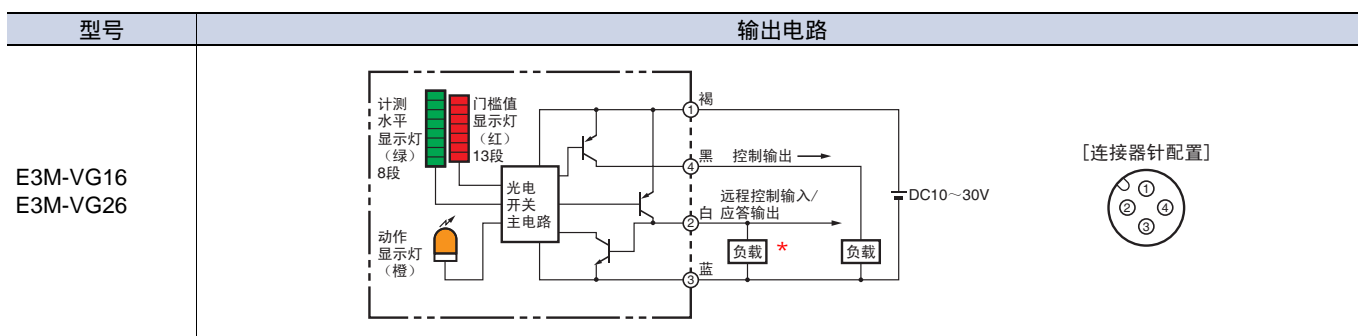 型号
输出电路
E3M-VG16
E3M-VG26
计测
水平
显示灯
（绿）
8段
门槛值
显示灯
（红）
13段
光电
开关
主电路
动作
显示灯
（橙）
①
褐
④
黑
控制输出
②
白
远程控制输入/
应答输出
③
蓝
负载
*
负载
DC10～30V
[连接器针配置]
①
②
④
③